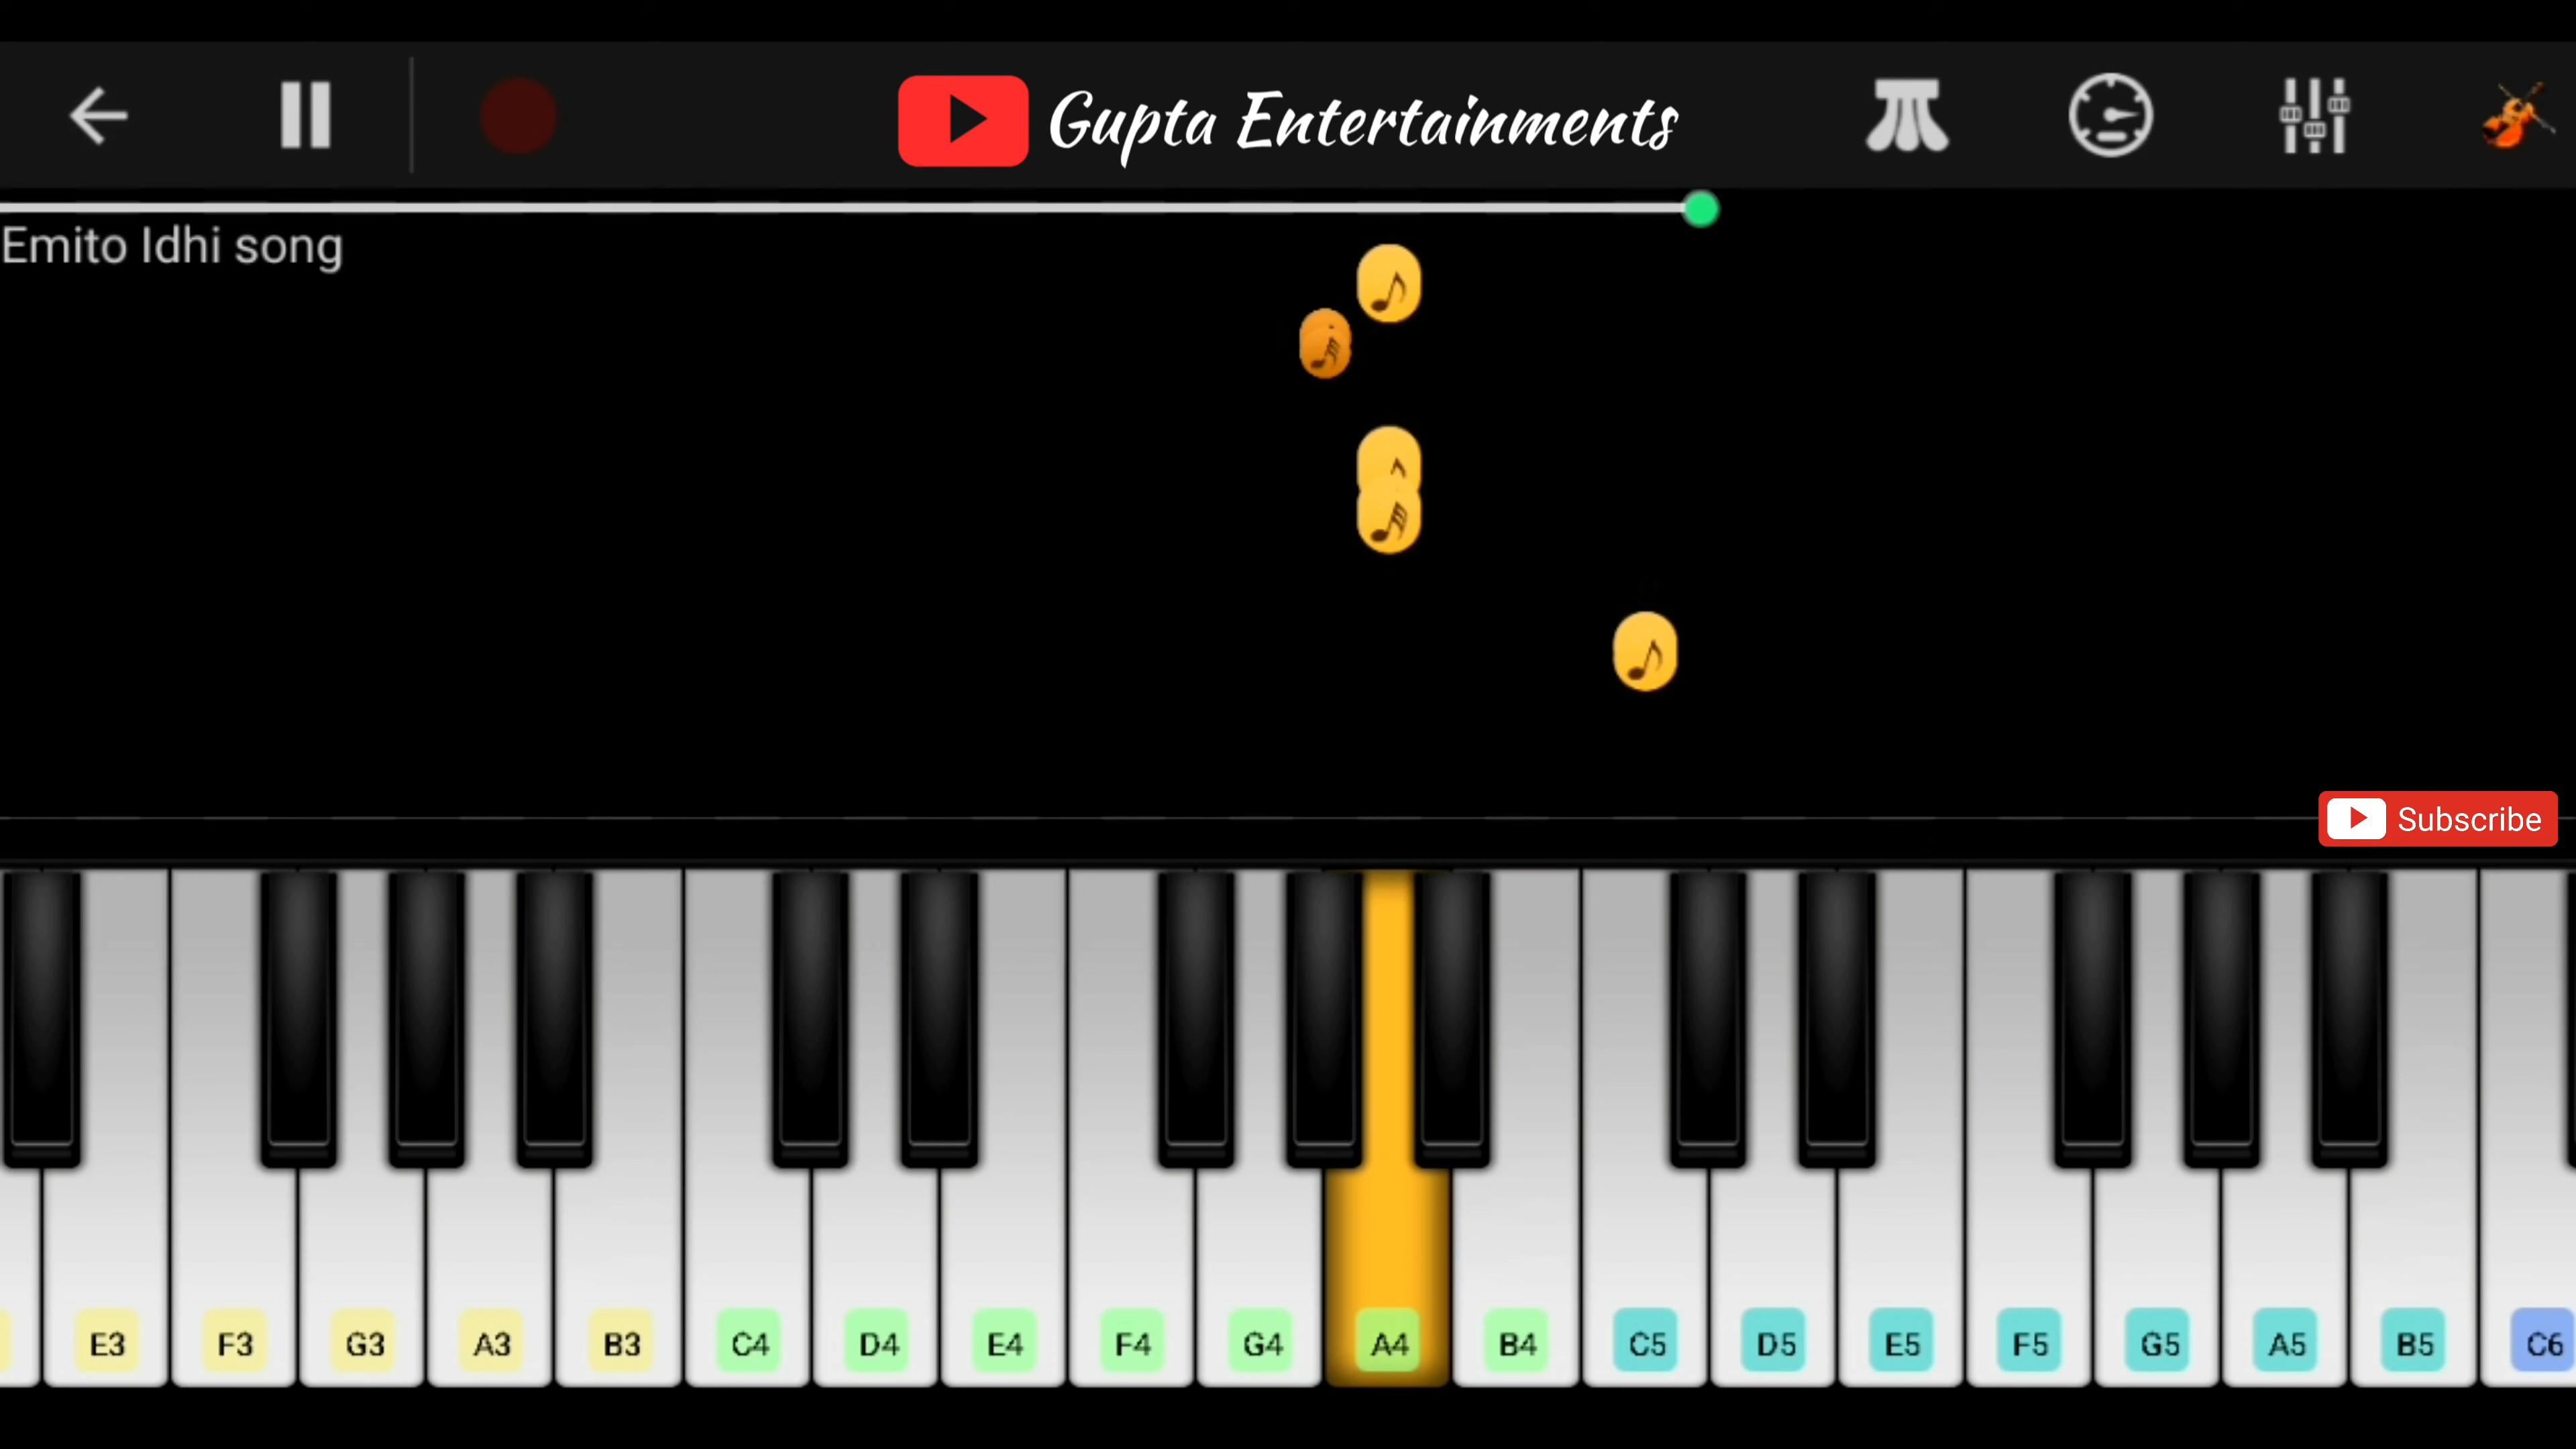 Gupta Entertainments
Emito Idhi song
Subscribe
E3 F3 G3 A3 B3 C4 D4 E4 F4 G4 A4 B4 C5 D5 E5 F5 G5 A5 B5 C6